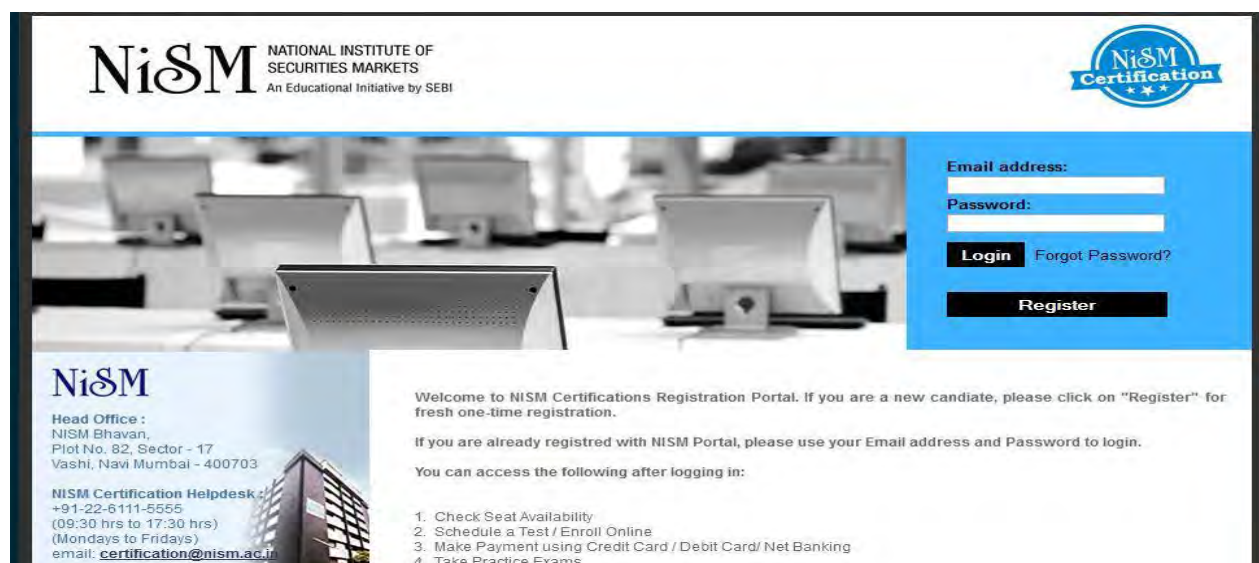 NiSM NATIONAL INSTITUTE OF
SECURITIES MARKETS
An Educational Initiative by SEBI
NiSM
Certification
Email address:
Password:
Login Forgot Password?
Register
NiSM
Head Office :
NISM Bhavan,
Plot No. 82, Sector - 17
Vashi, Navi Mumbai - 400703
NISM Certification Helpdesk :
+91-22-6111-5555
(09:30 hrs to 17:30 hrs)
(Mondays to Fridays)
email: certification@nism.ac.in
Welcome to NISM Certifications Registration Portal. If you are a new candiate, please click on "Register" for
fresh one-time registration.
If you are already registred with NISM Portal, please use your Email address and Password to login.
You can access the following after logging in:
1. Check Seat Availability
2. Schedule a Test / Enroll Online
3. Make Payment using Credit Card / Debit Card/ Net Banking
4. Take Practice Exams